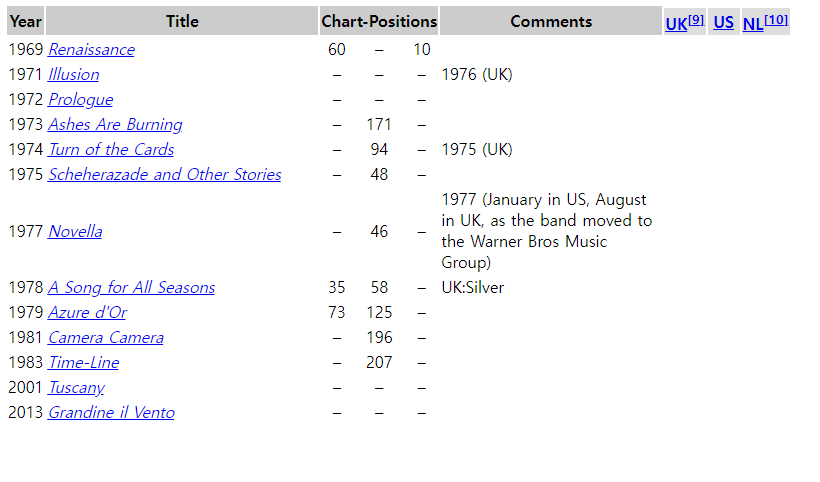 Year Title Chart-Positions Comments UK[9] US NL[10]
1969 Renaissance 60 – 10
1971 Illusion – – – 1976 (UK)
1972 Prologue – – –
1973 Ashes Are Burning – 171 –
1974 Turn of the Cards – 94 – 1975 (UK)
1975 Scheherazade and Other Stories – 48 –
1977 Novella – 46 – 1977 (January in US, August
in UK, as the band moved to
the Warner Bros Music
Group)
1978 A Song for All Seasons 35 58 – UK:Silver
1979 Azure d'Or 73 125 –
1981 Camera Camera – 196 –
1983 Time-Line – 207 –
2001 Tuscany – – –
2013 Grandine il Vento – – –